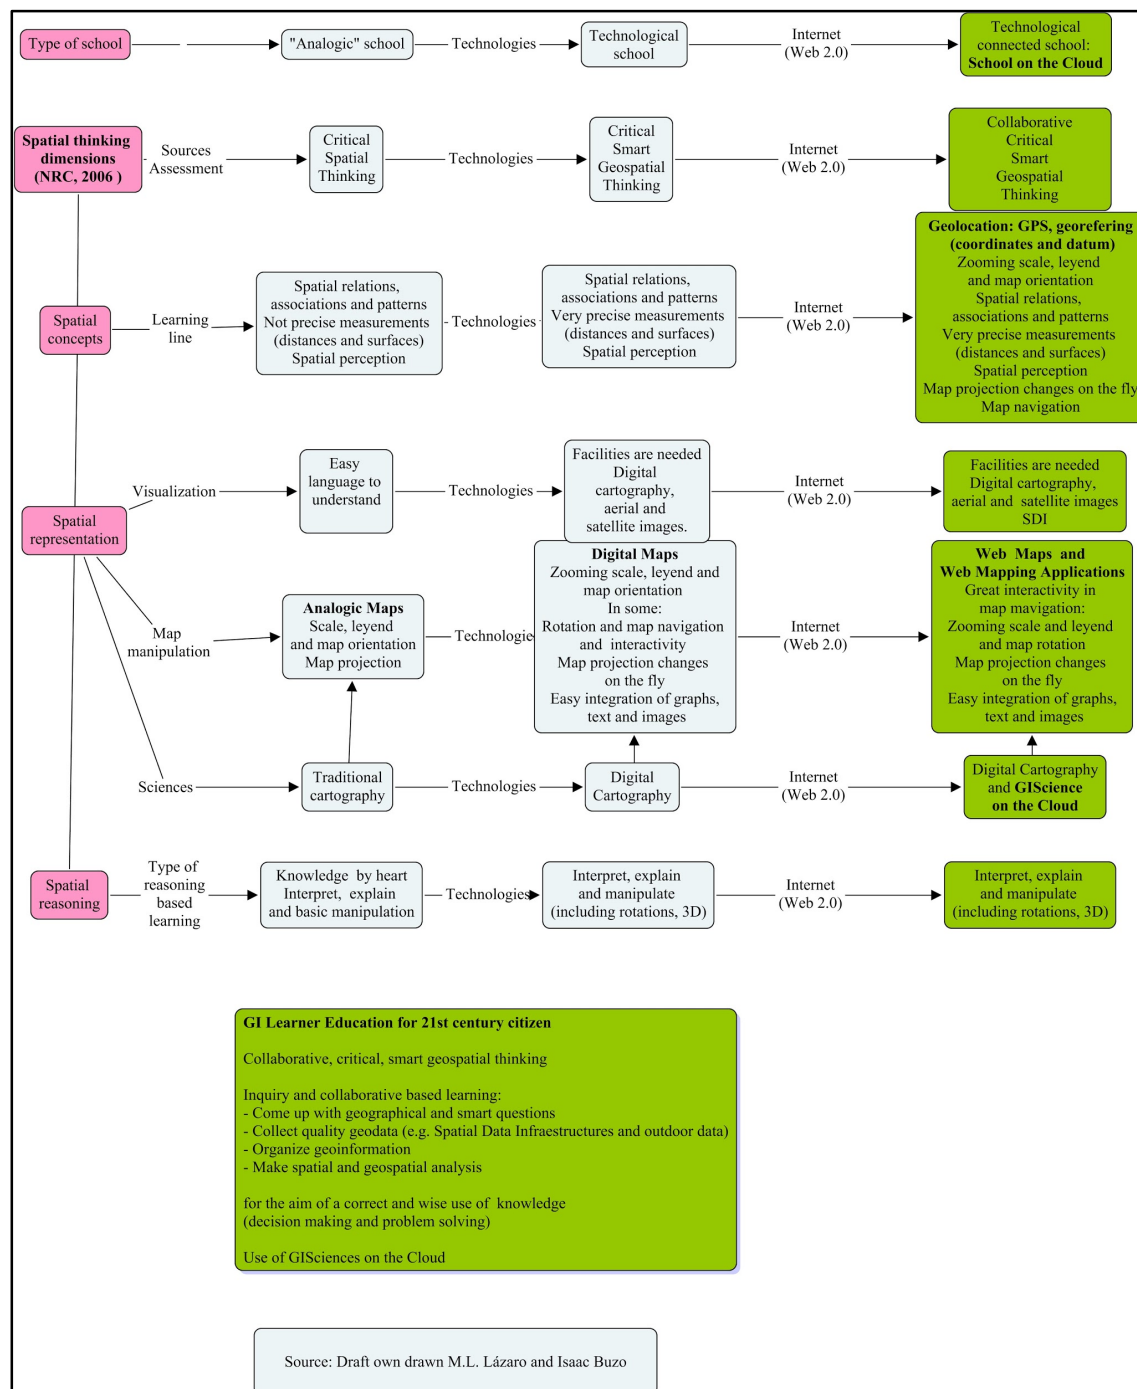 Type of school
"Analogic" school
Technologies
Technological
school
Internet
(Web 2.0)
Technological
connected school:
School on the Cloud
Spatial thinking
dimensions
(NRC, 2006 )
Sources
Assessment
Critical
Spatial
Thinking
Technologies
Critical
Smart
Geospatial
Thinking
Internet
(Web 2.0)
Collaborative
Critical
Smart
Geospatial
Thinking
Spatial
concepts
Learning
line
Spatial relations,
associations and patterns
Not precise measurements
(distances and surfaces)
Spatial perception
Technologies
Spatial relations,
associations and patterns
Very precise measurements
(distances and surfaces)
Spatial perception
Internet
(Web 2.0)
Geolocation: GPS, georefering
(coordinates and datum)
Zooming scale, leyend
and map orientation
Spatial relations,
associations and patterns
Very precise measurements
(distances and surfaces)
Spatial perception
Map projection changes on the fly
Map navigation
Spatial
representation
Visualization
Easy
language to
understand
Technologies
Facilities are needed
Digital
cartography,
aerial and
satellite images.
Internet
(Web 2.0)
Facilities are needed
Digital cartography,
aerial and satellite images
SDI
Map
manipulation
Analogic Maps
Scale, leyend
and map orientation
Map projection
Technologie
Digital Maps
Zooming scale, leyend and
map orientation
In some:
Rotation and map navigation
and interactivity
Map projection changes
on the fly
Easy integration of graphs,
text and images
Internet
(Web 2.0)
Web Maps and
Web Mapping Applications
Great interactivity in
map mavigation:
Zooming scale and leyend
and map rotation
Map projection changes
on the fly
Easy integration of graphs,
text and images
Sciences
Traditional
cartography
Technologies
Digital
Cartography
Internet
(Web 2.0)
Digital Cartography
and GIScience
on the Cloud
Spatial
reasoning
Type of
reasoning
based
learning
Knowledge by heart
Interpret, explain
and basic manipulation
Technologies
Interpret, explain
and manipulate
(including rotations, 3D)
Internet
(Web 2.0)
Interpret, explain
and manipulate
(including rotations, 3D)
GI Learner Education for 21st century citizen
Collaborative, critical, smart geospatial thinking
Inquiry and collaborative based learning:
- Come up with geographical and smart questions
- Collect quality geodata (e.g. Spatial Data Infraestructures and outdoor data)
- Organize geoinformation
- Make spatial and geospatial analysis
for the aim of a correct and wise use of knowledge
(decision making and problem solving)
Use of GISciences on the Cloud
Source: Draft own drawn M.L. Lázaro and Isaac Buzo